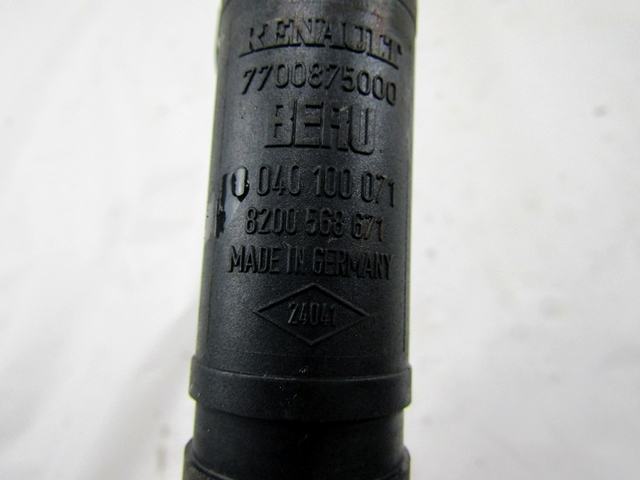 RENAULT
7700875000
BERU
0 040 100 071
8200 568 671
MADE IN GERMANY
24041